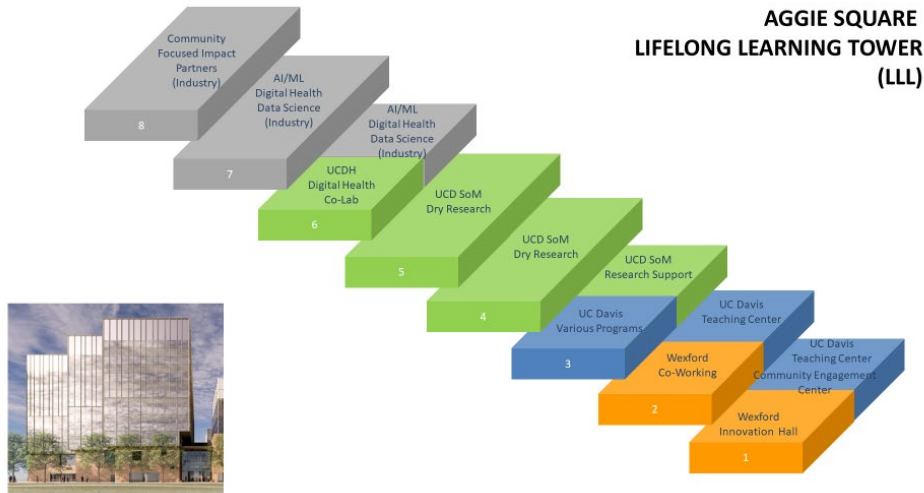 AGGIE SQUARE
LIFELONG LEARNING TOWER
(LLL)
Community
Focused Impact
Partners
(Industry)
8
AI/ML
Digital Health
Data Science
(Industry)
7
AI/ML
Digital Health
Data Science
(Industry)
UCDH
Digital Health
Co-Lab
6
UCD SoM
Dry Research
5
UCD SoM
Dry Research
4
UCD SoM
Research Support
UC Davis
Various Programs
3
UC Davis
Teaching Center
Wexford
Co-Working
2
UC Davis
Teaching Center
Community Engagement
Center
Wexford
Innovation Hall
1